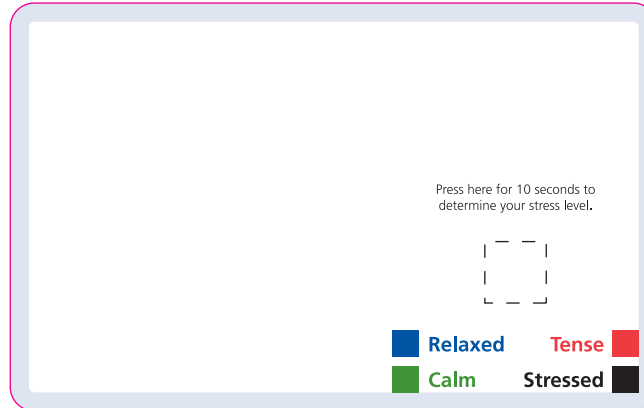 Press here for 10 seconds to
determine your stress level.
Relaxed Tense
Calm Stressed